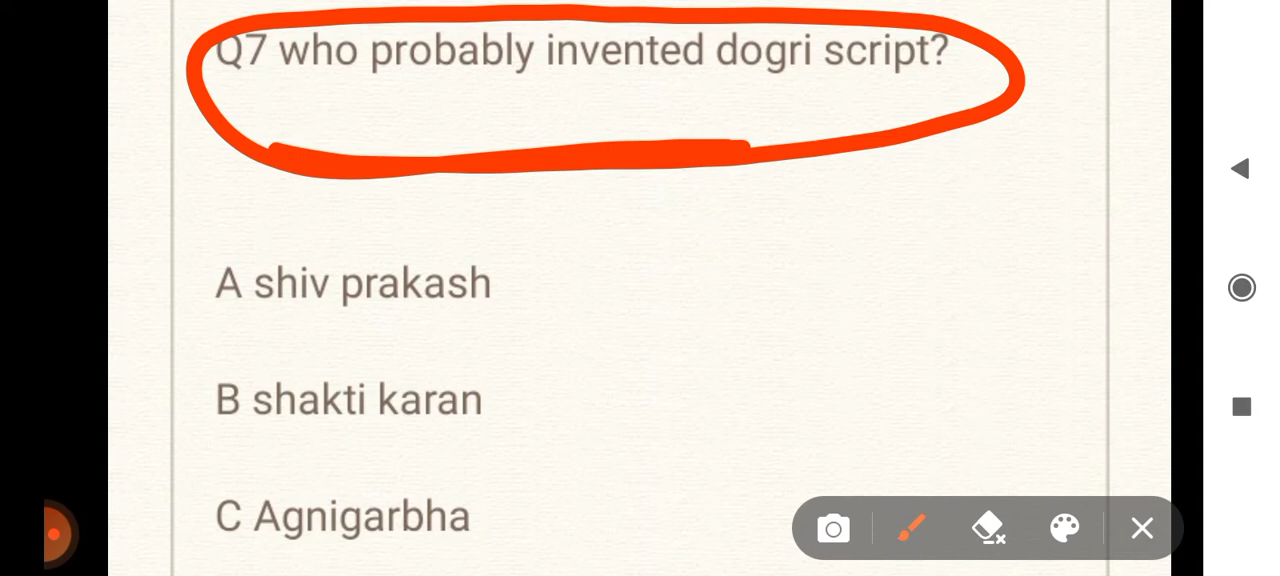 Q7 who probably invented dogri script?
A shiv prakash
B shakti karan
C Agnigarbha